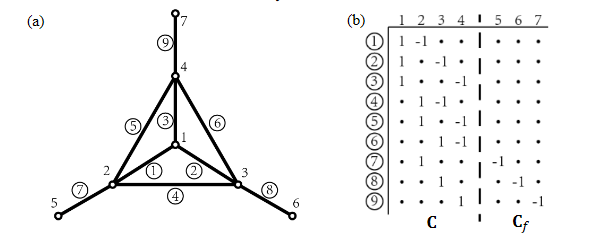 (a)
7
⑨
4
⑤ ③ ⑥
1
2 ① ② 3
⑦ ④ ⑧
5 6
(b) 1 2 3 4 5 6 7
① 1 -1 · · · · ·
② 1 · -1 · · · ·
③ 1 · · -1 · · ·
④ · 1 -1 · · · ·
⑤ · 1 · -1 · · ·
⑥ · · 1 -1 · · ·
⑦ · 1 · · -1 · ·
⑧ · · 1 · · -1 ·
⑨ · · · 1 · · -1
C C_f